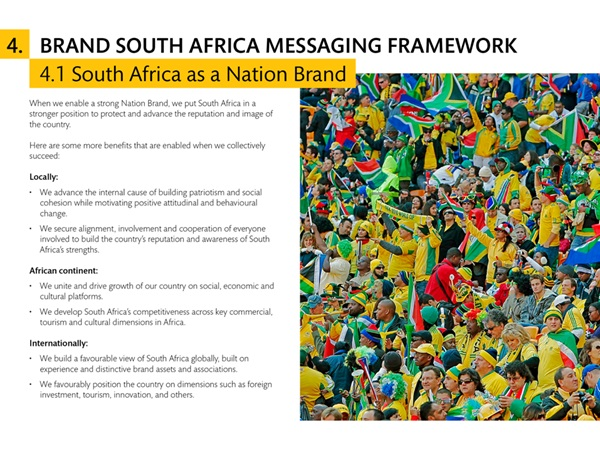 4. BRAND SOUTH AFRICA MESSAGING FRAMEWORK
4.1 South Africa as a Nation Brand
When we enable a strong Nation Brand, we put South Africa in a
stronger position to protect and advance the reputation and image of
the country.
Here are some more benefits that are enabled when we collectively
succeed:
Locally:
• We advance the internal cause of building patriotism and social
cohesion while motivating positive attitudinal and behavioural
change.
• We secure alignment, involvement and cooperation of everyone
involved to build the country's reputation and awareness of South
Africa's strengths.
African continent:
• We unite and drive growth of our country on social, economic and
cultural platforms.
• We develop South Africa's competitiveness across key commercial,
tourism and cultural dimensions in Africa.
Internationally:
• We build a favourable view of South Africa globally, built on
experience and distinctive brand assets and associations.
• We favourably position the country on dimensions such as foreign
investment, tourism, innovation, and others.